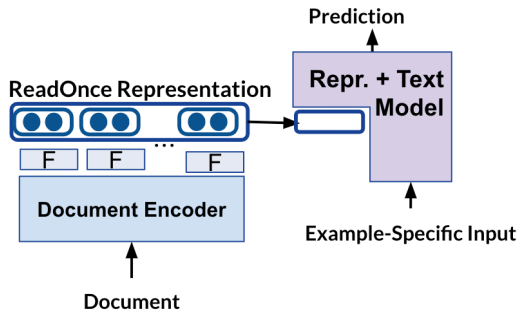 Prediction
ReadOnce Representation
Repr. + Text
Model
...
F
F
F
Document Encoder
Example-Specific Input
Document